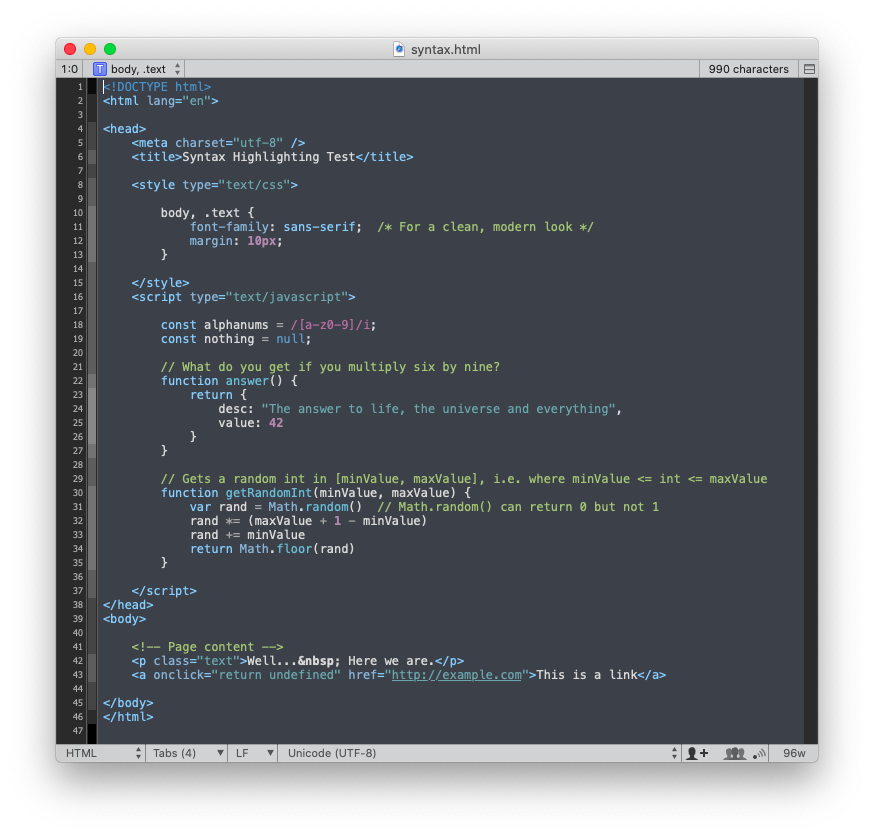 syntax.html
1:0 T body, .text 990 characters
1 <!DOCTYPE html>
2 <html lang="en">
3
4 <head>
5 <meta charset="utf-8" />
6 <title>Syntax Highlighting Test</title>
7
8 <style type="text/css">
9
10 body, .text {
11 font-family: sans-serif;  /* For a clean, modern look */
12 margin: 10px;
13 }
14
15 </style>
16 <script type="text/javascript">
17
18 const alphanums = /[a-z0-9]/i;
19 const nothing = null;
20
21 // What do you get if you multiply six by nine?
22 function answer() {
23 return {
24 desc: "The answer to life, the universe and everything",
25 value: 42
26 }
27 }
28
29 // Gets a random int in [minValue, maxValue], i.e. where minValue <= int <= maxValue
30 function getRandomInt(minValue, maxValue) {
31 var rand = Math.random()  // Math.random() can return 0 but not 1
32 rand *= (maxValue + 1 - minValue)
33 rand += minValue
34 return Math.floor(rand)
35 }
36
37 </script>
38 </head>
39 <body>
40
41 <!-- Page content -->
42 <p class="text">Well...&nbsp; Here we are.</p>
43 <a onclick="return undefined" href="http://example.com">This is a link</a>
44
45 </body>
46 </html>
47
HTML Tabs (4) LF Unicode (UTF-8) 96w